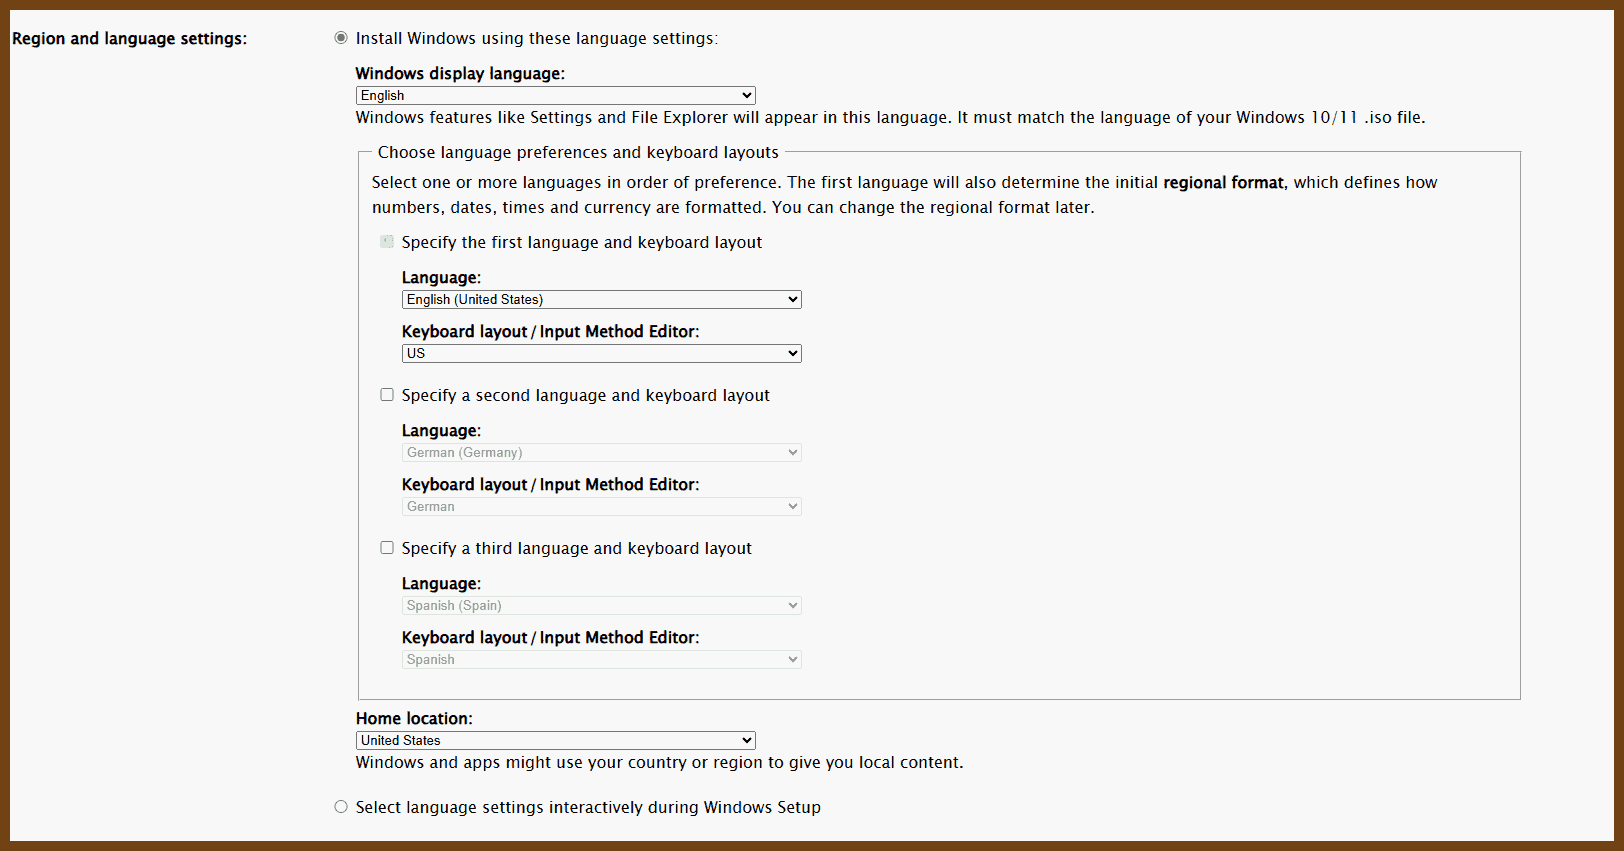 Region and language settings:
Install Windows using these language settings:
Windows display language:
English
Windows features like Settings and File Explorer will appear in this language. It must match the language of your Windows 10/11 .iso file.
Choose language preferences and keyboard layouts
Select one or more languages in order of preference. The first language will also determine the initial regional format, which defines how
numbers, dates, times and currency are formatted. You can change the regional format later.
Specify the first language and keyboard layout
Language:
English (United States)
Keyboard layout / Input Method Editor:
US
Specify a second language and keyboard layout
Language:
German (Germany)
Keyboard layout / Input Method Editor:
German
Specify a third language and keyboard layout
Language:
Spanish (Spain)
Keyboard layout / Input Method Editor:
Spanish
Home location:
United States
Windows and apps might use your country or region to give you local content.
Select language settings interactively during Windows Setup